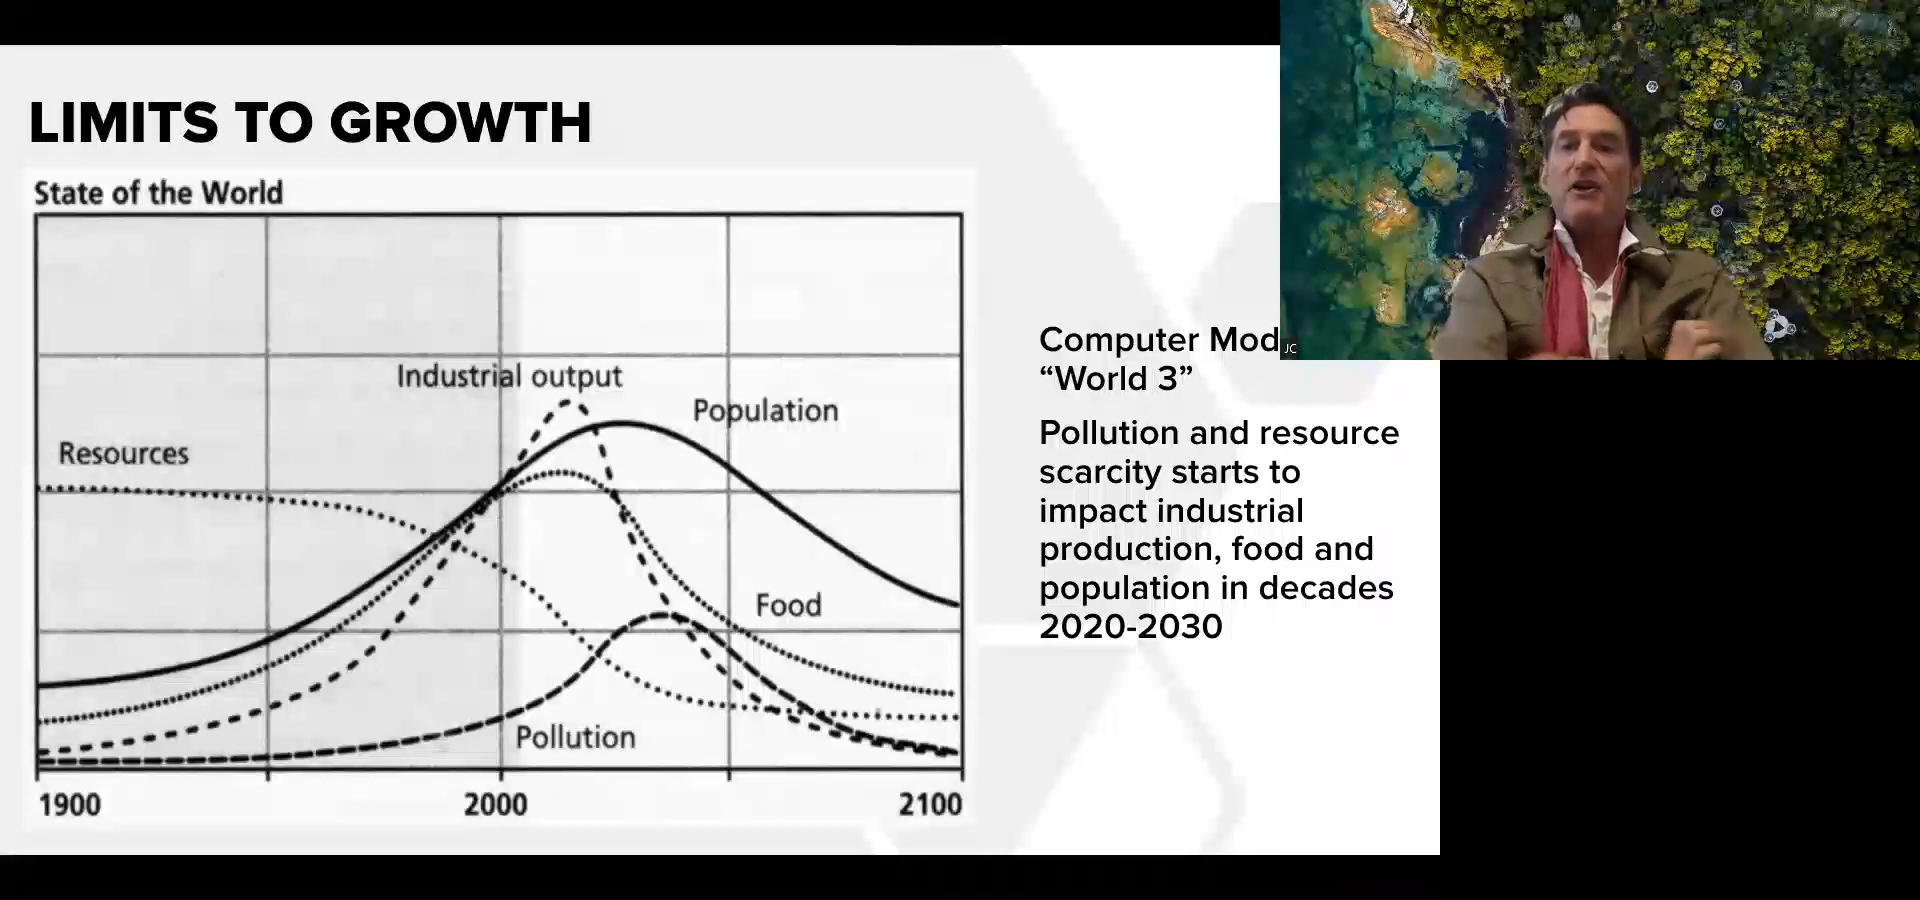 LIMITS TO GROWTH
State of the World
Industrial output
Population
Resources
Food
Pollution
1900 2000 2100
Computer Mod
“World 3”
Pollution and resource
scarcity starts to
impact industrial
production, food and
population in decades
2020-2030
JC